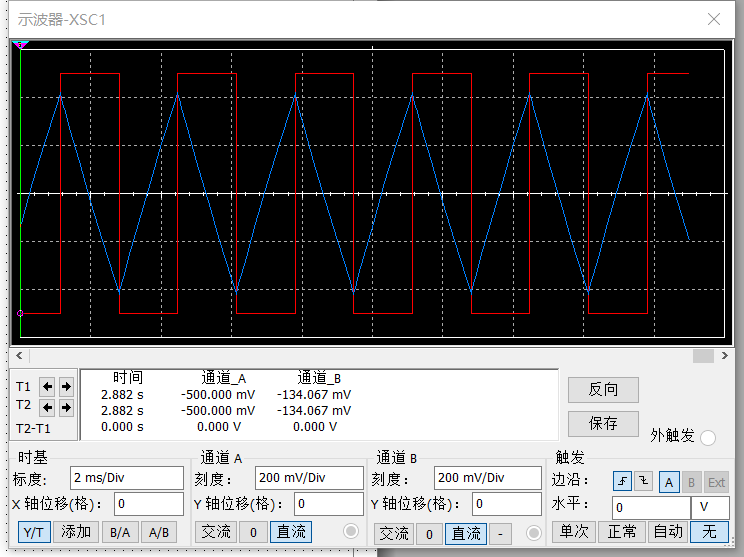 示波器-XSC1
时间 通道_A 通道_B
T1 2.882 s -500.000 mV -134.067 mV
T2 2.882 s -500.000 mV -134.067 mV
T2-T1 0.000 s 0.000 V 0.000 V
反向
保存
外触发
时基
标度: 2 ms/Div
X 轴位移(格): 0
Y/T 添加 B/A A/B
通道 A
刻度: 200 mV/Div
Y 轴位移(格): 0
交流 0 直流
通道 B
刻度: 200 mV/Div
Y 轴位移(格): 0
交流 0 直流 -
触发
边沿: A B Ext
水平: 0 V
单次 正常 自动 无